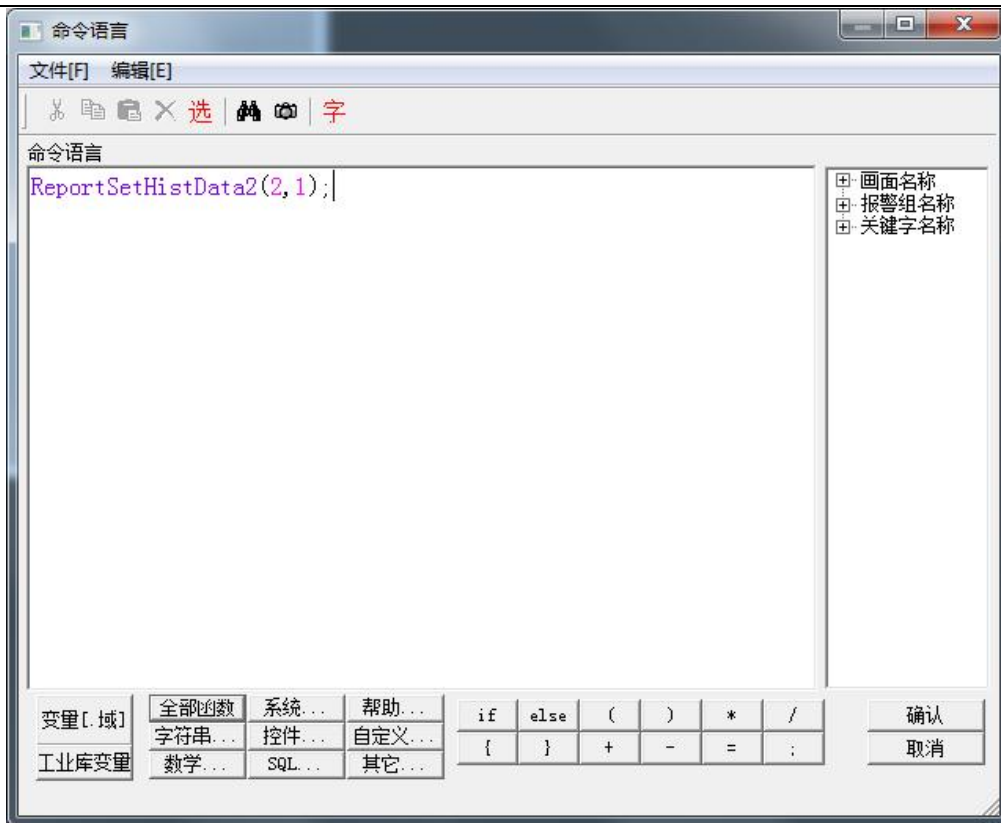 命令语言
文件[F] 编辑[E]
选 字
命令语言
ReportSetHistData2(2,1);
画面名称
报警组名称
关键字名称
变量[.域] 全部函数 系统... 帮助... if else ( ) * / 确认
字符串... 控件... 自定义... { } + - = ; 取消
工业库变量 数学... SQL... 其它...